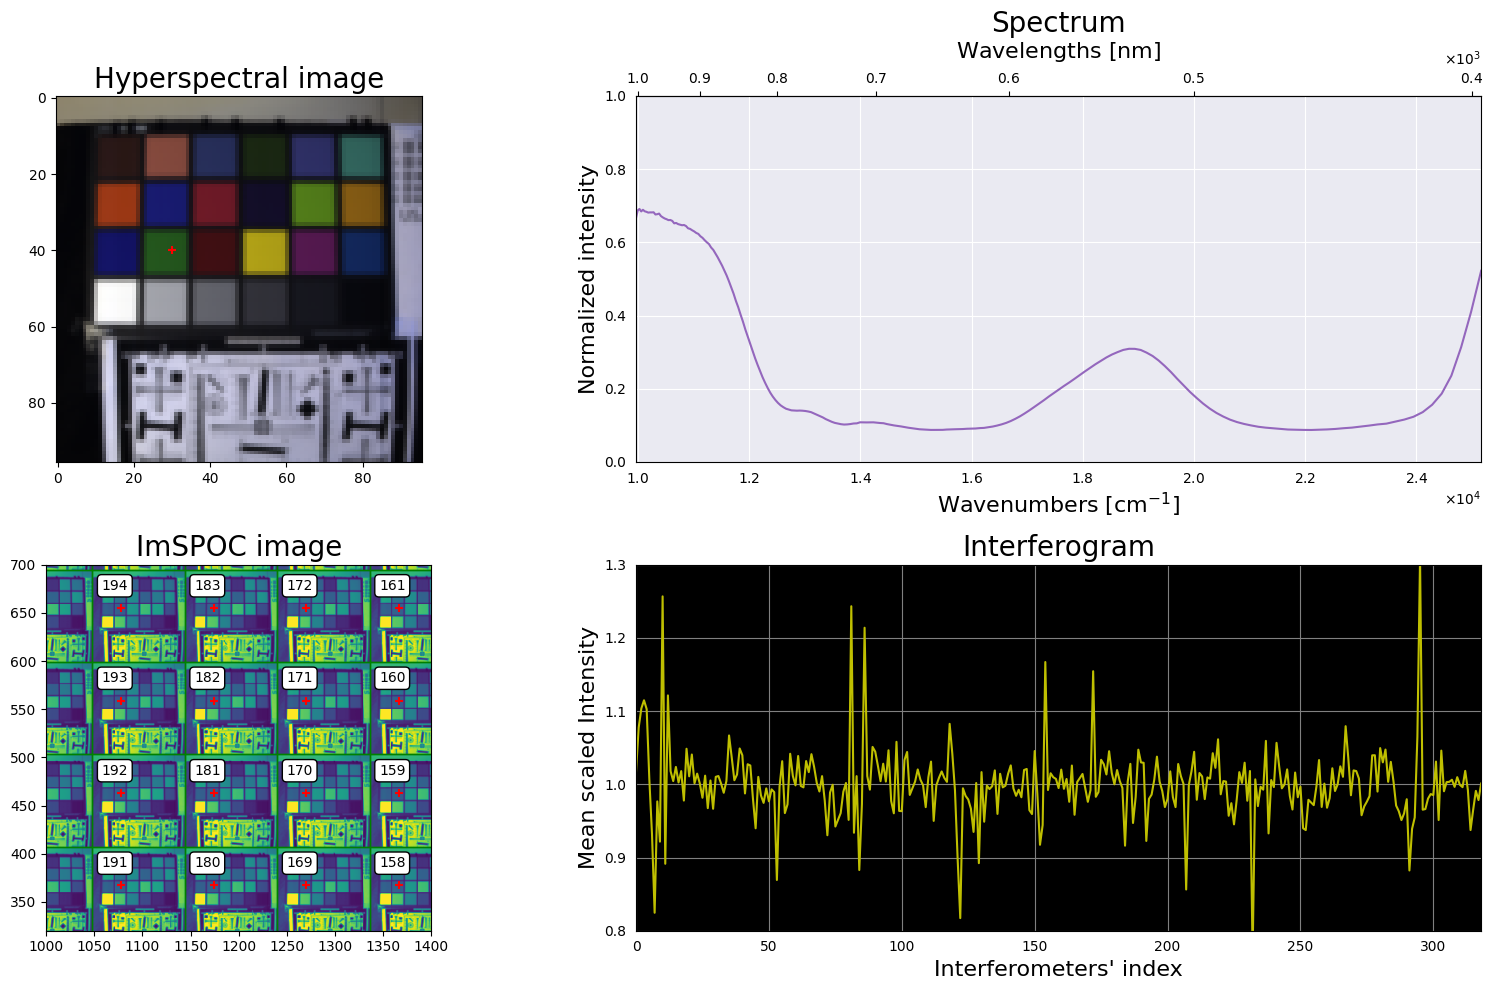 Spectrum
Wavelengths [nm]
×10³
1.0 0.9 0.8 0.7 0.6 0.5 0.4
Hyperspectral image
0
20
40
60
80
0 20 40 60 80
Normalized intensity
1.0
0.8
0.6
0.4
0.2
0.0
1.0 1.2 1.4 1.6 1.8 2.0 2.2 2.4
×10⁴
Wavenumbers [cm⁻¹]
ImSPOC image
700
650
600
550
500
450
400
350
194 183 172 161
193 182 171 160
192 181 170 159
191 180 169 158
1000 1050 1100 1150 1200 1250 1300 1350 1400
Interferogram
Mean scaled Intensity
1.3
1.2
1.1
1.0
0.9
0.8
0 50 100 150 200 250 300
Interferometers' index